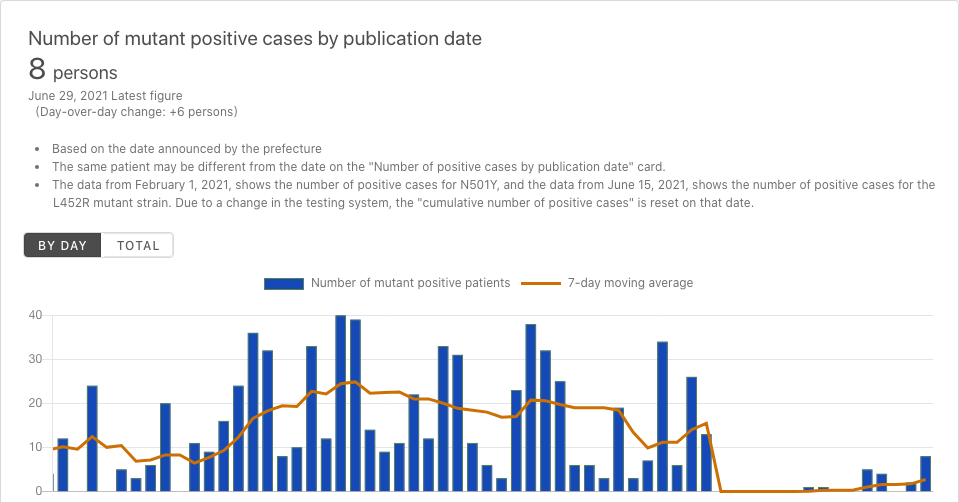 Number of mutant positive cases by publication date
8 persons
June 29, 2021 Latest figure
(Day-over-day change: +6 persons)
Based on the date announced by the prefecture
The same patient may be different from the date on the "Number of positive cases by publication date" card.
The data from February 1, 2021, shows the number of positive cases for N501Y, and the data from June 15, 2021, shows the number of positive cases for the
L452R mutant strain. Due to a change in the testing system, the "cumulative number of positive cases" is reset on that date.
BY DAY TOTAL
Number of mutant positive patients 7-day moving average
40
30
20
10
0